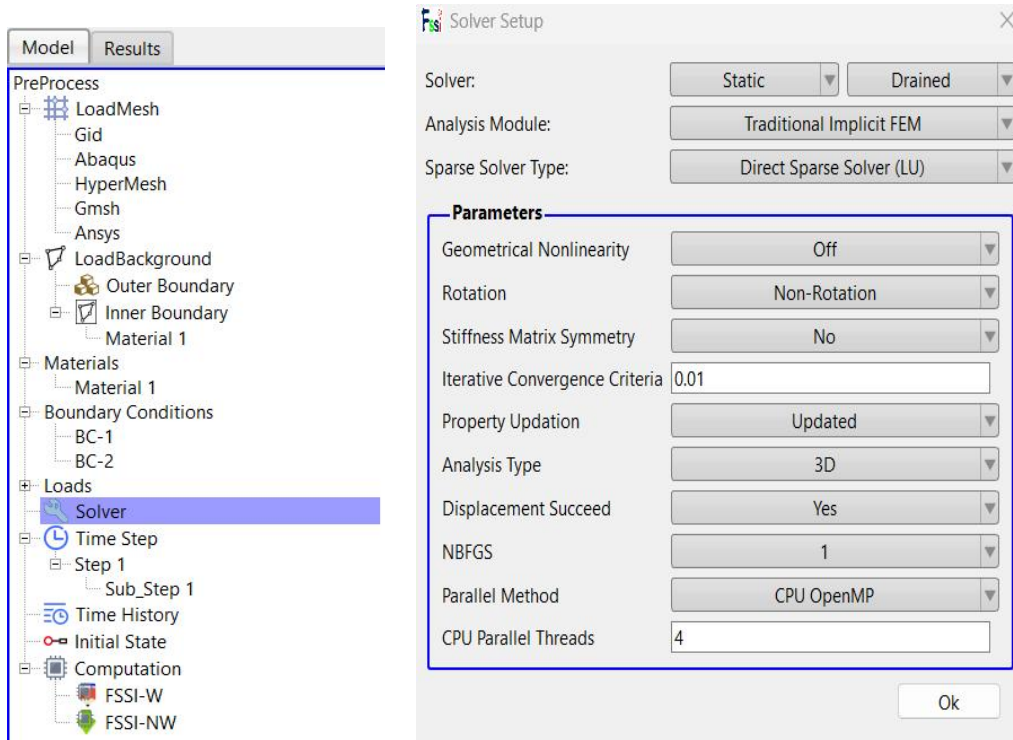 Model Results
PreProcess
LoadMesh
Gid
Abaqus
HyperMesh
Gmsh
Ansys
LoadBackground
Outer Boundary
Inner Boundary
Material 1
Materials
Material 1
Boundary Conditions
BC-1
BC-2
Loads
Solver
Time Step
Step 1
Sub_Step 1
Time History
Initial State
Computation
FSSI-W
FSSI-NW
Fssi Solver Setup
Solver: Static Drained
Analysis Module: Traditional Implicit FEM
Sparse Solver Type: Direct Sparse Solver (LU)
Parameters
Geometrical Nonlinearity Off
Rotation Non-Rotation
Stiffness Matrix Symmetry No
Iterative Convergence Criteria 0.01
Property Updation Updated
Analysis Type 3D
Displacement Succeed Yes
NBFGS 1
Parallel Method CPU OpenMP
CPU Parallel Threads 4
Ok